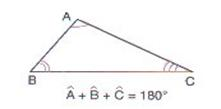 A
B
C
Â + B̂ + Ĉ = 180°